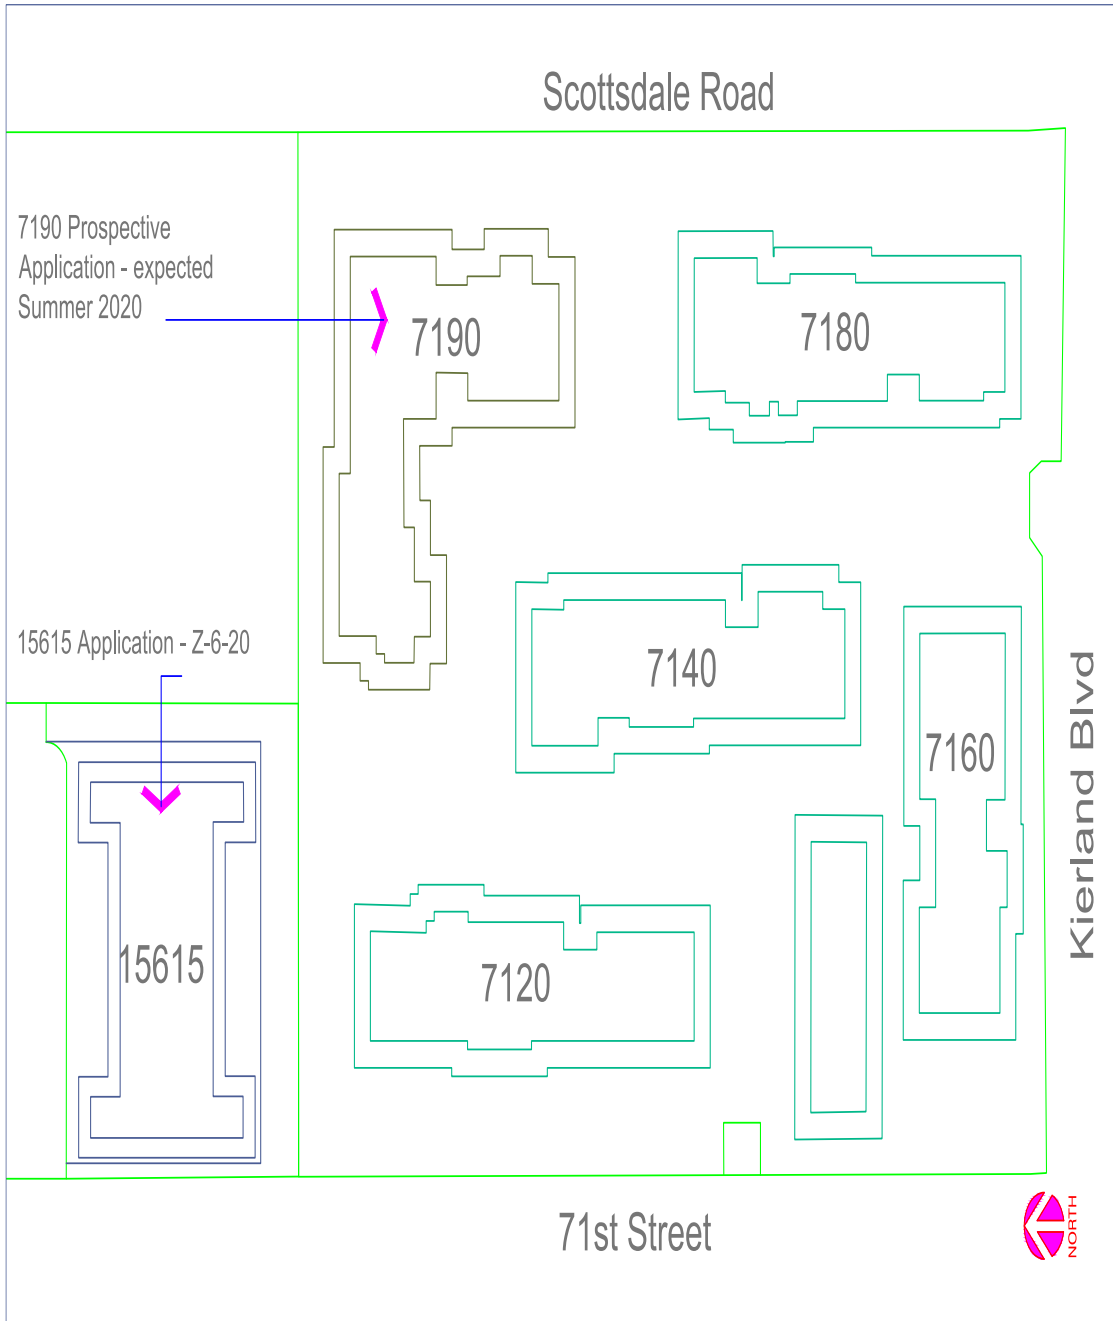 Scottsdale Road
7190 Prospective
Application - expected
Summer 2020
7190
7180
15615 Application - Z-6-20
7140
7160
Kierland Blvd
15615
7120
71st Street
NORTH